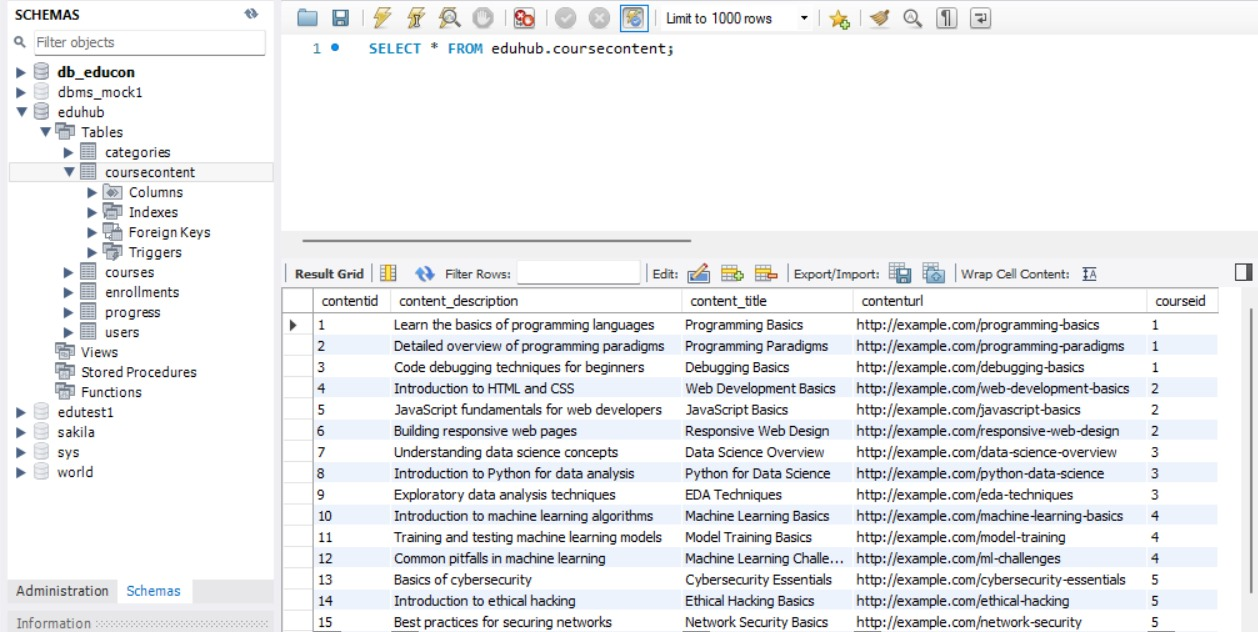 SCHEMAS
Filter objects
db_educon
dbms_mock1
eduhub
Tables
categories
coursecontent
Columns
Indexes
Foreign Keys
Triggers
courses
enrollments
progress
users
Views
Stored Procedures
Functions
edutest1
sakila
sys
world
Administration Schemas
Information
Limit to 1000 rows
1 SELECT * FROM eduhub.coursecontent;
Result Grid Filter Rows: Edit: Export/Import: Wrap Cell Content: IA
contentid content_description content_title contenturl courseid
1 Learn the basics of programming languages Programming Basics http://example.com/programming-basics 1
2 Detailed overview of programming paradigms Programming Paradigms http://example.com/programming-paradigms 1
3 Code debugging techniques for beginners Debugging Basics http://example.com/debugging-basics 1
4 Introduction to HTML and CSS Web Development Basics http://example.com/web-development-basics 2
5 JavaScript fundamentals for web developers JavaScript Basics http://example.com/javascript-basics 2
6 Building responsive web pages Responsive Web Design http://example.com/responsive-web-design 2
7 Understanding data science concepts Data Science Overview http://example.com/data-science-overview 3
8 Introduction to Python for data analysis Python for Data Science http://example.com/python-data-science 3
9 Exploratory data analysis techniques EDA Techniques http://example.com/eda-techniques 3
10 Introduction to machine learning algorithms Machine Learning Basics http://example.com/machine-learning-basics 4
11 Training and testing machine learning models Model Training Basics http://example.com/model-training 4
12 Common pitfalls in machine learning Machine Learning Challe... http://example.com/ml-challenges 4
13 Basics of cybersecurity Cybersecurity Essentials http://example.com/cybersecurity-essentials 5
14 Introduction to ethical hacking Ethical Hacking Basics http://example.com/ethical-hacking 5
15 Best practices for securing networks Network Security Basics http://example.com/network-security 5